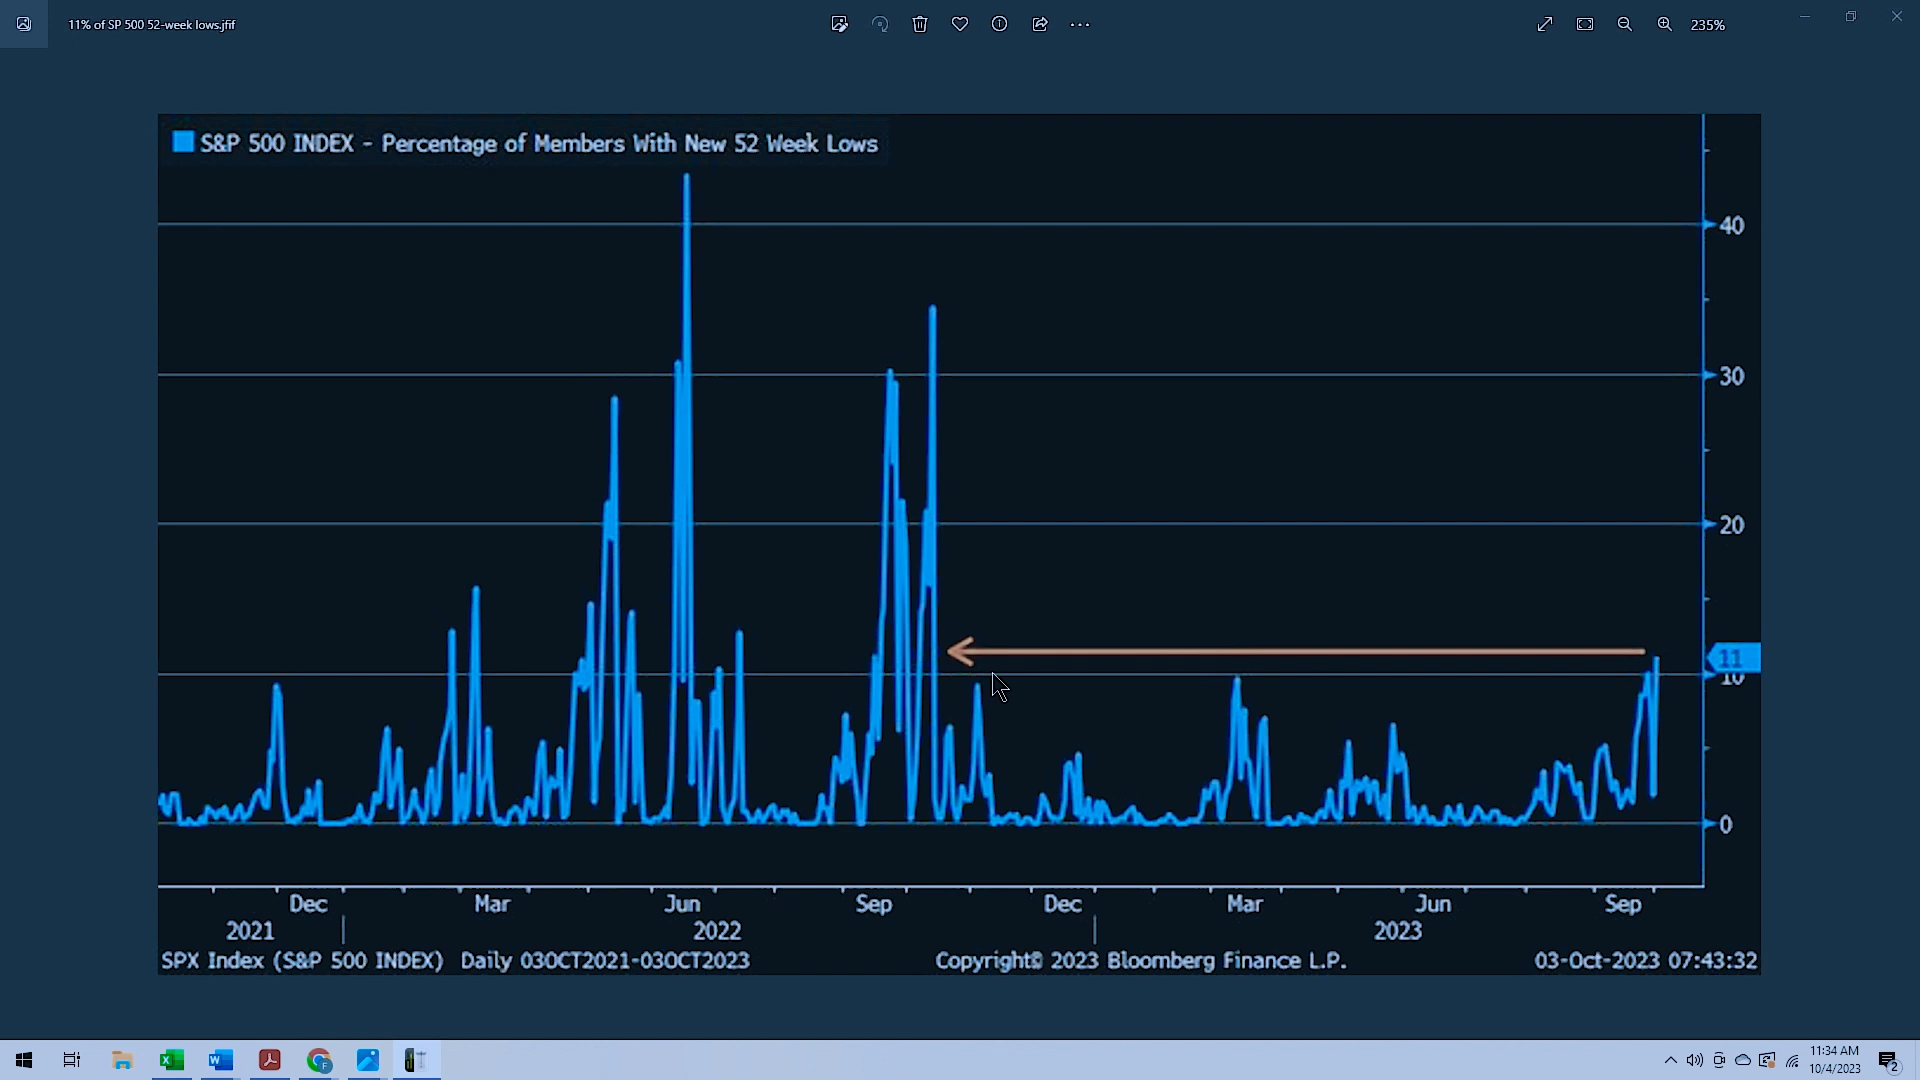 11% of SP 500 52-week lows.jfif
235%
S&P 500 INDEX - Percentage of Members With New 52 Week Lows
40
30
20
11
10
0
Dec Mar Jun Sep Dec Mar Jun Sep
2021 2022 2023
SPX Index (S&P 500 INDEX) Daily 03OCT2021-03OCT2023 Copyright© 2023 Bloomberg Finance L.P. 03-Oct-2023 07:43:32
11:34 AM
10/4/2023
2